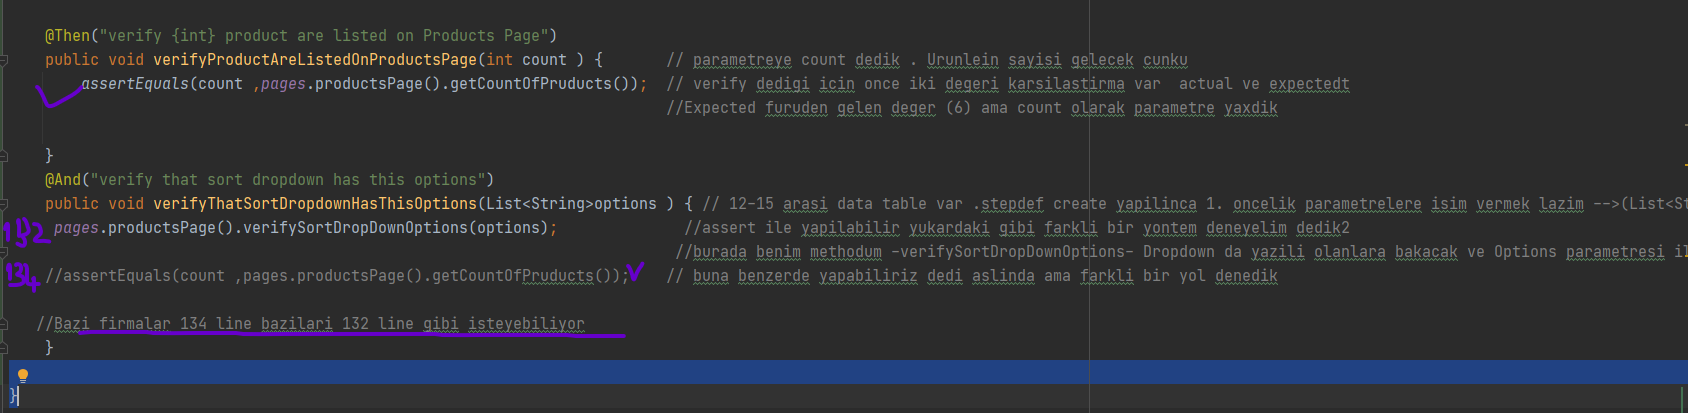 @Then("verify {int} product are listed on Products Page")
public void verifyProductAreListedOnProductsPage(int count ) { // parametreye count dedik . Urunlein sayisi gelecek cunku
assertEquals(count ,pages.productsPage().getCountOfPruducts()); // verify dedigi icin once iki degeri karsilastirma var actual ve expectedt
//Expected furuden gelen deger (6) ama count olarak parametre yaxdik
}
@And("verify that sort dropdown has this options")
public void verifyThatSortDropdownHasThisOptions(List<String>options ) { // 12-15 arasi data table var .stepdef create yapilinca 1. oncelik parametrelere isim vermek lazim -->(List<St
132 pages.productsPage().verifySortDropDownOptions(options); //assert ile yapilabilir yukardaki gibi farkli bir yontem deneyelim dedik2
//burada benim methodum -verifySortDropDownOptions- Dropdown da yazili olanlara bakacak ve Options parametresi il
134 //assertEquals(count ,pages.productsPage().getCountOfPruducts()); // buna benzerde yapabiliriz dedi aslinda ama farkli bir yol denedik
//Bazi firmalar 134 line bazilari 132 line gibi isteyebiliyor
}
}